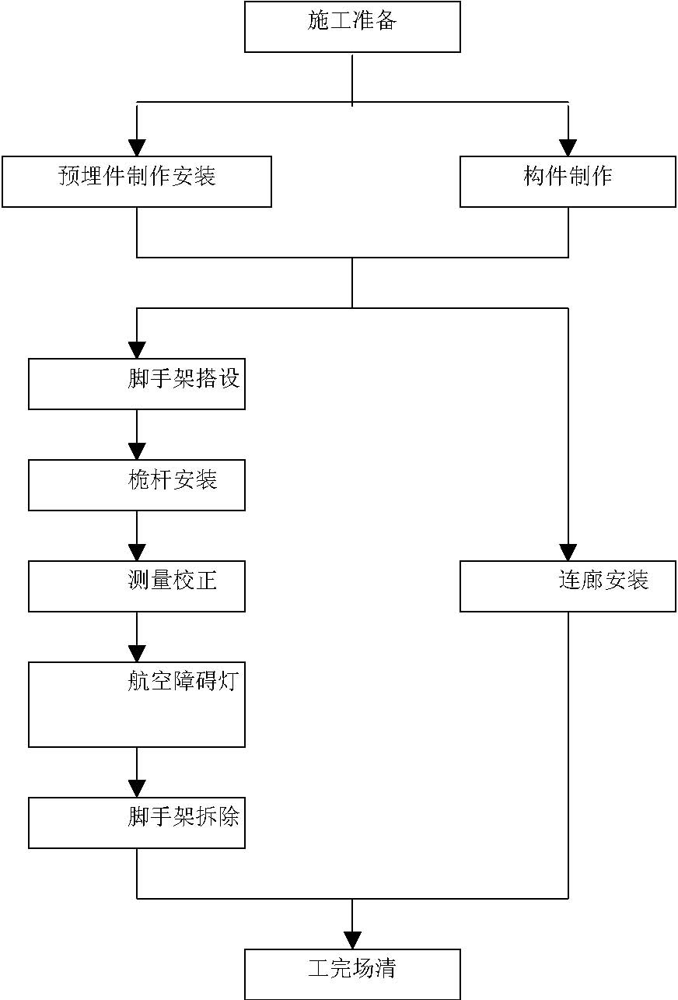 施工准备
预埋件制作安装
构件制作
脚手架搭设
桅杆安装
测量校正
连廊安装
航空障碍灯
脚手架拆除
工完场清